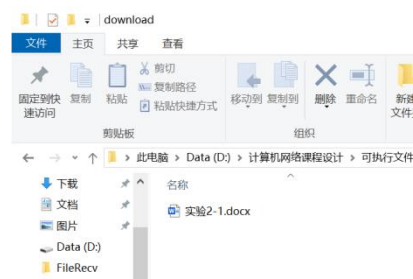 download
文件 主页 共享 查看
固定到快速访问 复制 粘贴 剪切 复制路径 粘贴快捷方式 移动到 复制到 删除 重命名 新建文件
剪贴板 组织
此电脑 > Data (D:) > 计算机网络课程设计 > 可执行文件
下载 名称
文档
实验2-1.docx
图片
Data (D:)
FileRecv